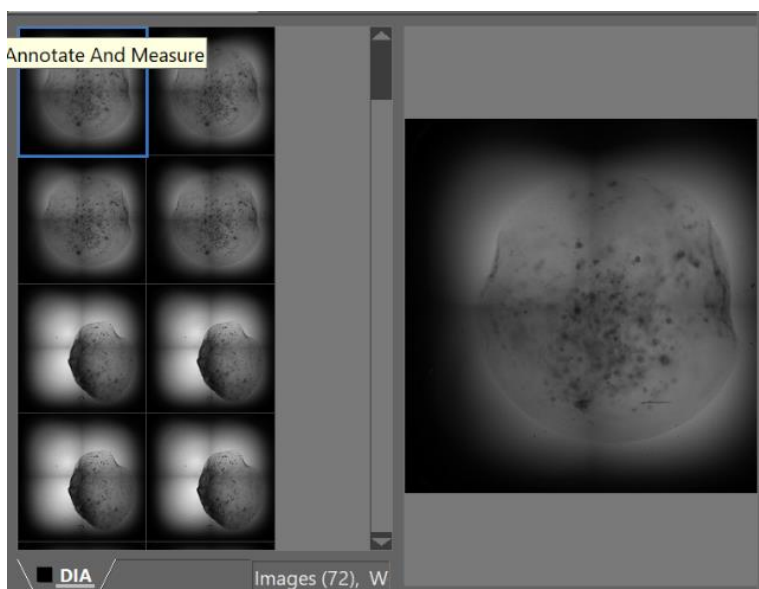 Annotate And Measure
DIA
Images (72), W